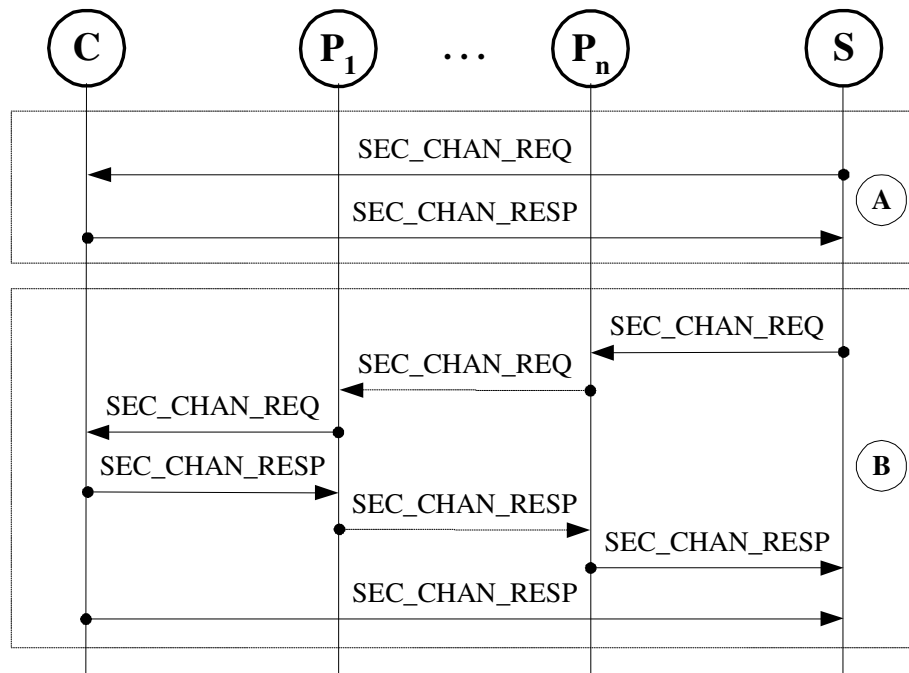 C P1 ... Pn S
SEC_CHAN_REQ
A
SEC_CHAN_RESP
SEC_CHAN_REQ
SEC_CHAN_REQ
SEC_CHAN_REQ
B
SEC_CHAN_RESP
SEC_CHAN_RESP
SEC_CHAN_RESP
SEC_CHAN_RESP